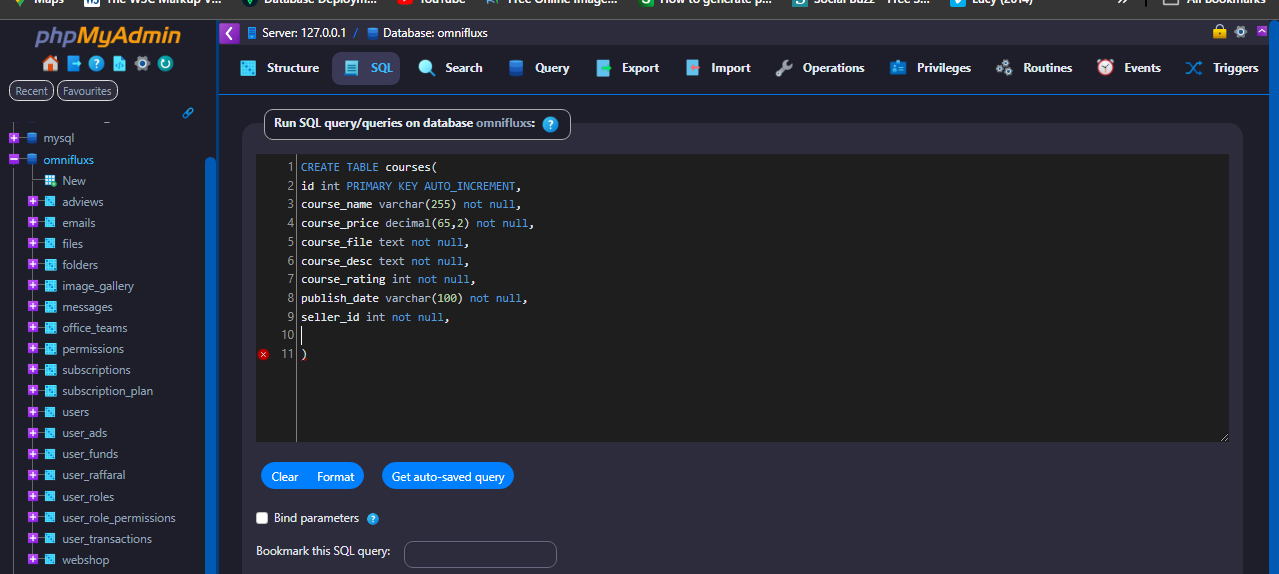 Maps
The W3C Markup V...
Database Deploym...
YouTube
Free Online Image...
How to generate p...
Social Buzz
Free S...
Lucy (2014)
All Bookmarks
phpMyAdmin
Recent
Favourites
mysql
omnifluxs
New
adviews
emails
files
folders
image_gallery
messages
office_teams
permissions
subscriptions
subscription_plan
users
user_ads
user_funds
user_raffaral
user_roles
user_role_permissions
user_transactions
webshop
Server: 127.0.0.1 / Database: omnifluxs
Structure
SQL
Search
Query
Export
Import
Operations
Privileges
Routines
Events
Triggers
Run SQL query/queries on database omnifluxs:
1 CREATE TABLE courses(
2 id int PRIMARY KEY AUTO_INCREMENT,
3 course_name varchar(255) not null,
4 course_price decimal(65,2) not null,
5 course_file text not null,
6 course_desc text not null,
7 course_rating int not null,
8 publish_date varchar(100) not null,
9 seller_id int not null,
10
11 )
Clear
Format
Get auto-saved query
Bind parameters
Bookmark this SQL query: